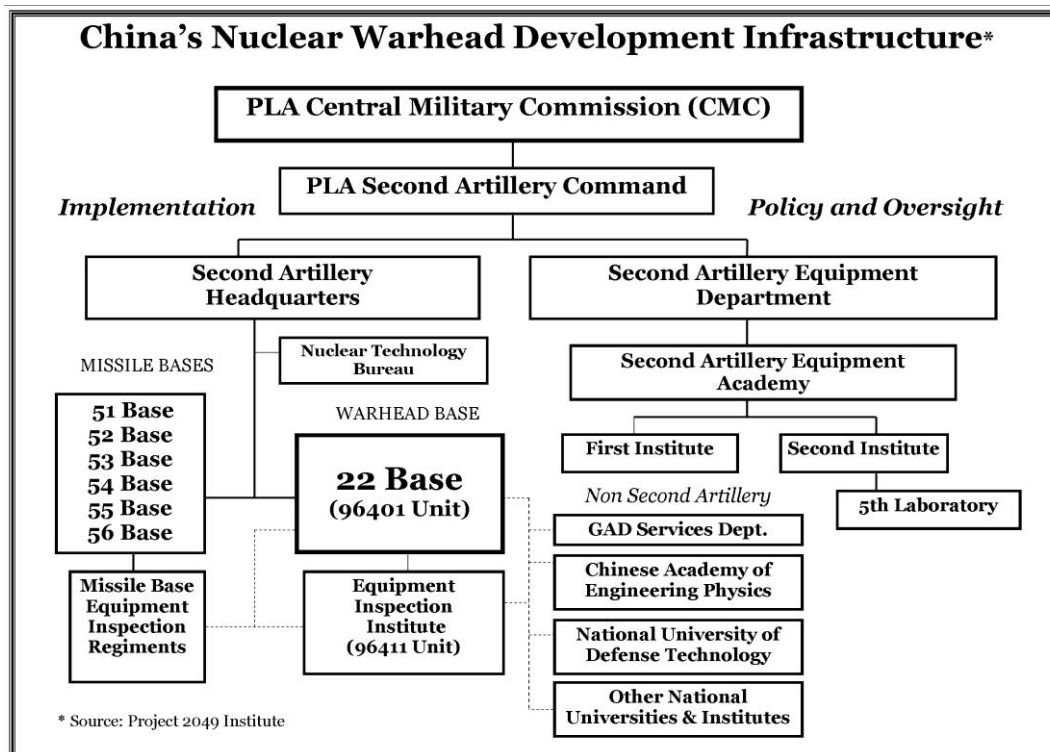 China's Nuclear Warhead Development Infrastructure*
PLA Central Military Commission (CMC)
PLA Second Artillery Command
Implementation
Policy and Oversight
Second Artillery
Headquarters
Second Artillery Equipment
Department
Nuclear Technology
Bureau
Second Artillery Equipment
Academy
MISSILE BASES
51 Base
52 Base
53 Base
54 Base
55 Base
56 Base
WARHEAD BASE
22 Base
(96401 Unit)
First Institute
Second Institute
5th Laboratory
Non Second Artillery
GAD Services Dept.
Chinese Academy of
Engineering Physics
National University of
Defense Technology
Other National
Universities & Institutes
Missile Base
Equipment
Inspection
Regiments
Equipment
Inspection
Institute
(96411 Unit)
* Source: Project 2049 Institute